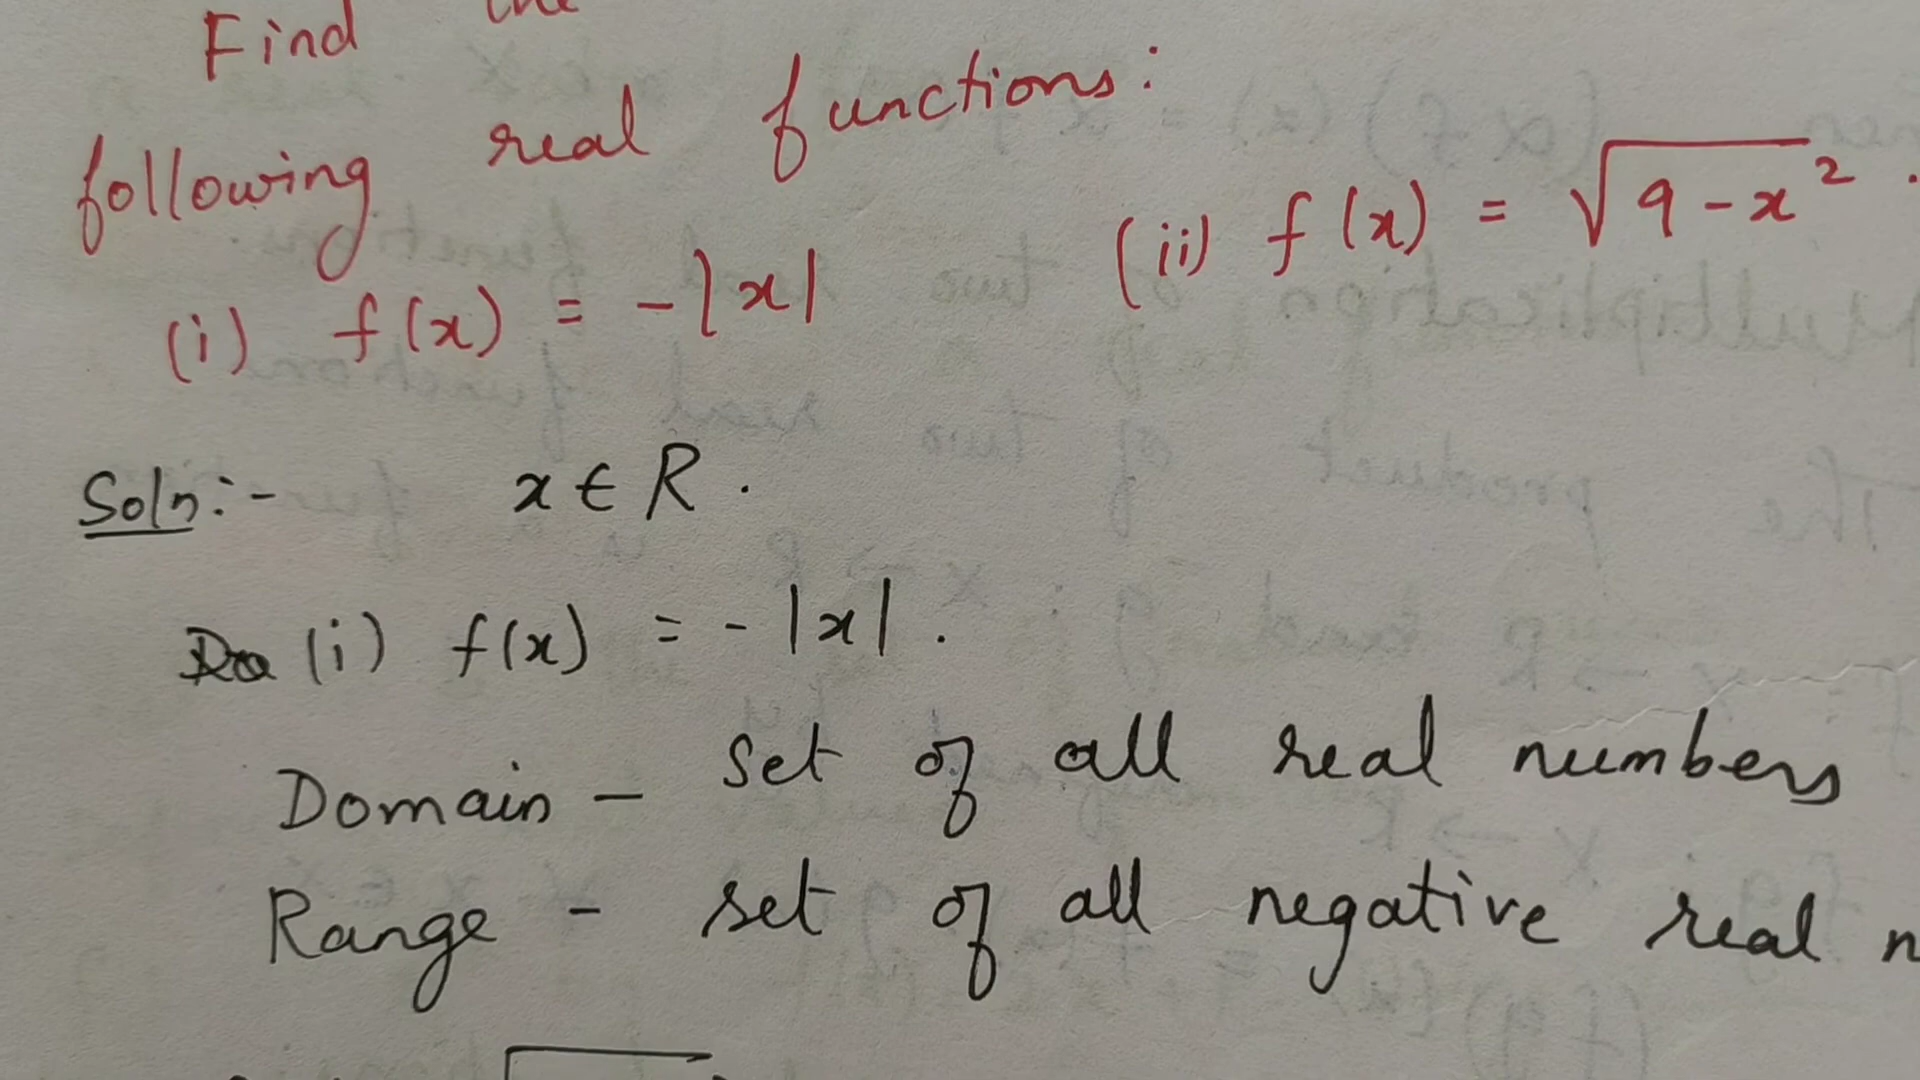 Find the
following real functions:
(i) f(x) = -|x| (ii) f(x) = √9-x².
Soln:- x ∈ R.
(i) f(x) = -|x|.
Domain - set of all real numbers
Range - set of all negative real n